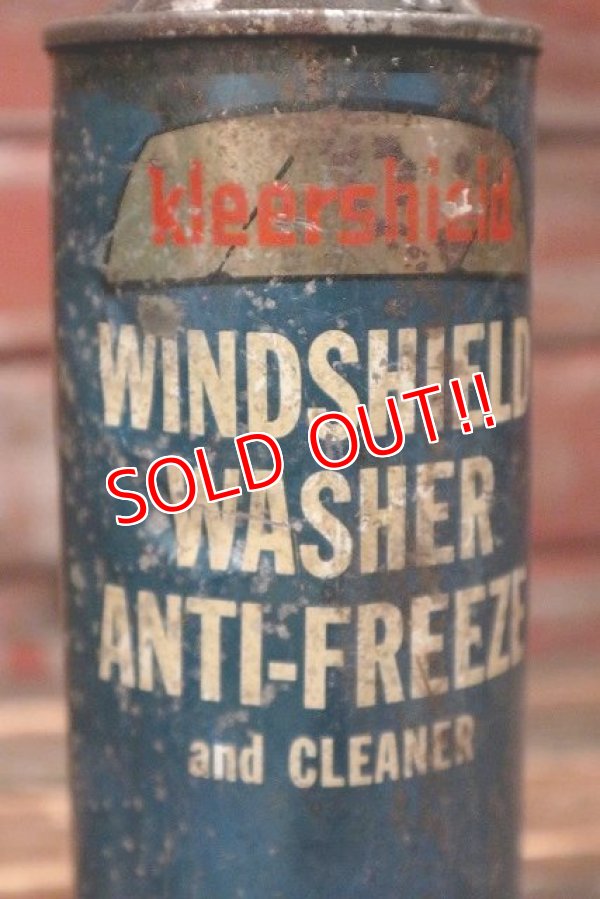 kleershield
WINDSHIELD
SOLD OUT!!
WASHER
ANTI-FREEZE
and CLEANER